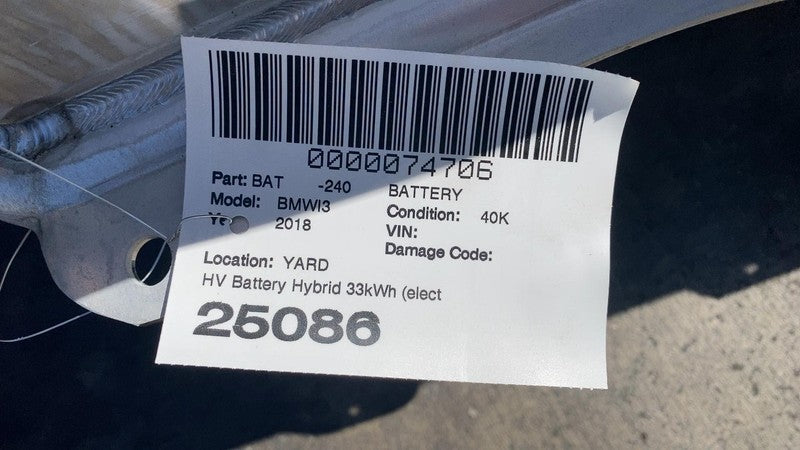 0000074706
Part: BAT -240 BATTERY
Model: BMWI3 Condition: 40K
Ye 2018 VIN:
Damage Code:
Location: YARD
HV Battery Hybrid 33kWh (elect
25086